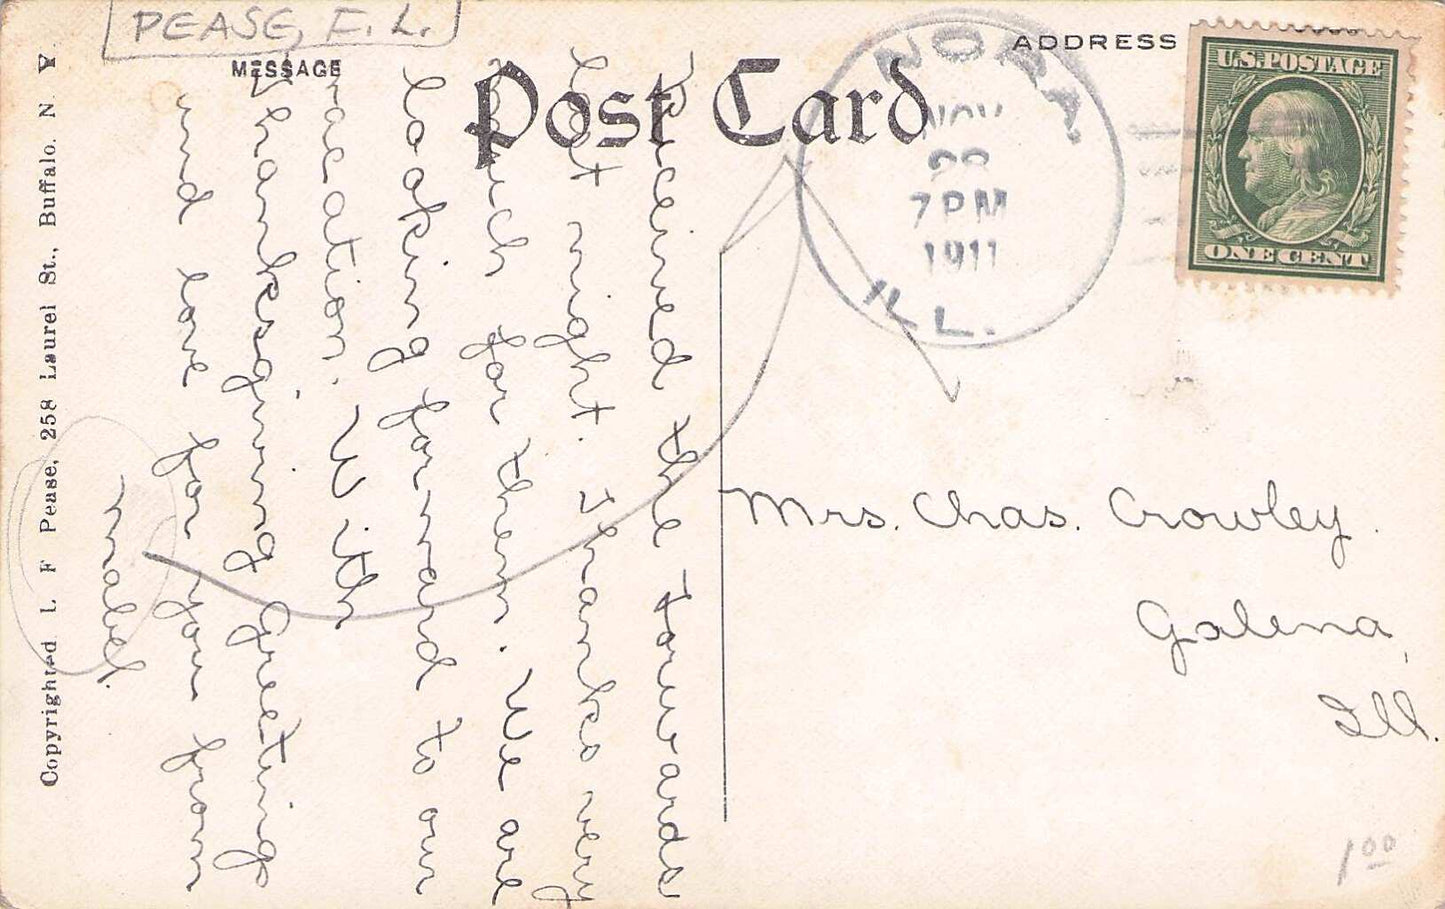 PEASE, F. L.
MESSAGE
Post Card
ADDRESS
NORA,
NOV
28
7 PM
1911
ILL.
U.S. POSTAGE
ONE CENT
Received the
last night. Thanks very
much for them. We are
looking forward to our
vacation. With
Thanksgiving Greetings
and love for you from
Mabel.
Mrs. Chas. Crowley.
Galena,
Ill.
1.00
Copyrighted L F Pease, 258 Laurel St., Buffalo, N Y